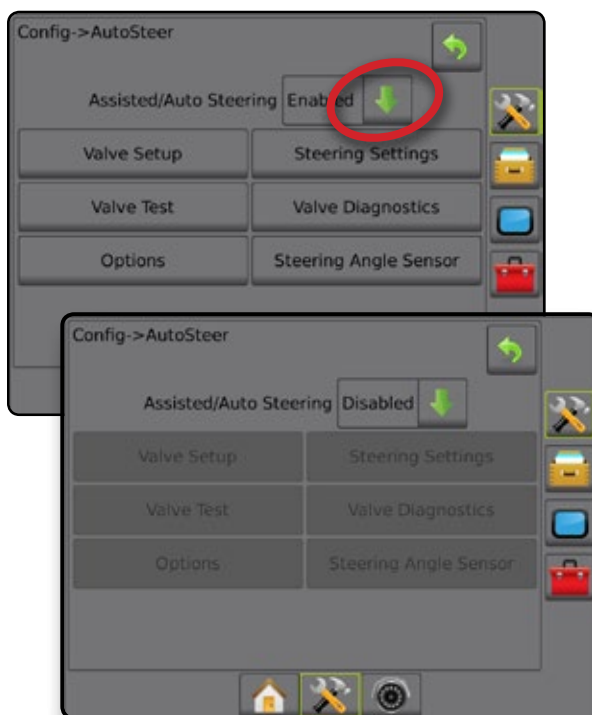 Config->AutoSteer
Assisted/Auto Steering Enabled
Valve Setup Steering Settings
Valve Test Valve Diagnostics
Options Steering Angle Sensor
Config->AutoSteer
Assisted/Auto Steering Disabled
Valve Setup Steering Settings
Valve Test Valve Diagnostics
Options Steering Angle Sensor